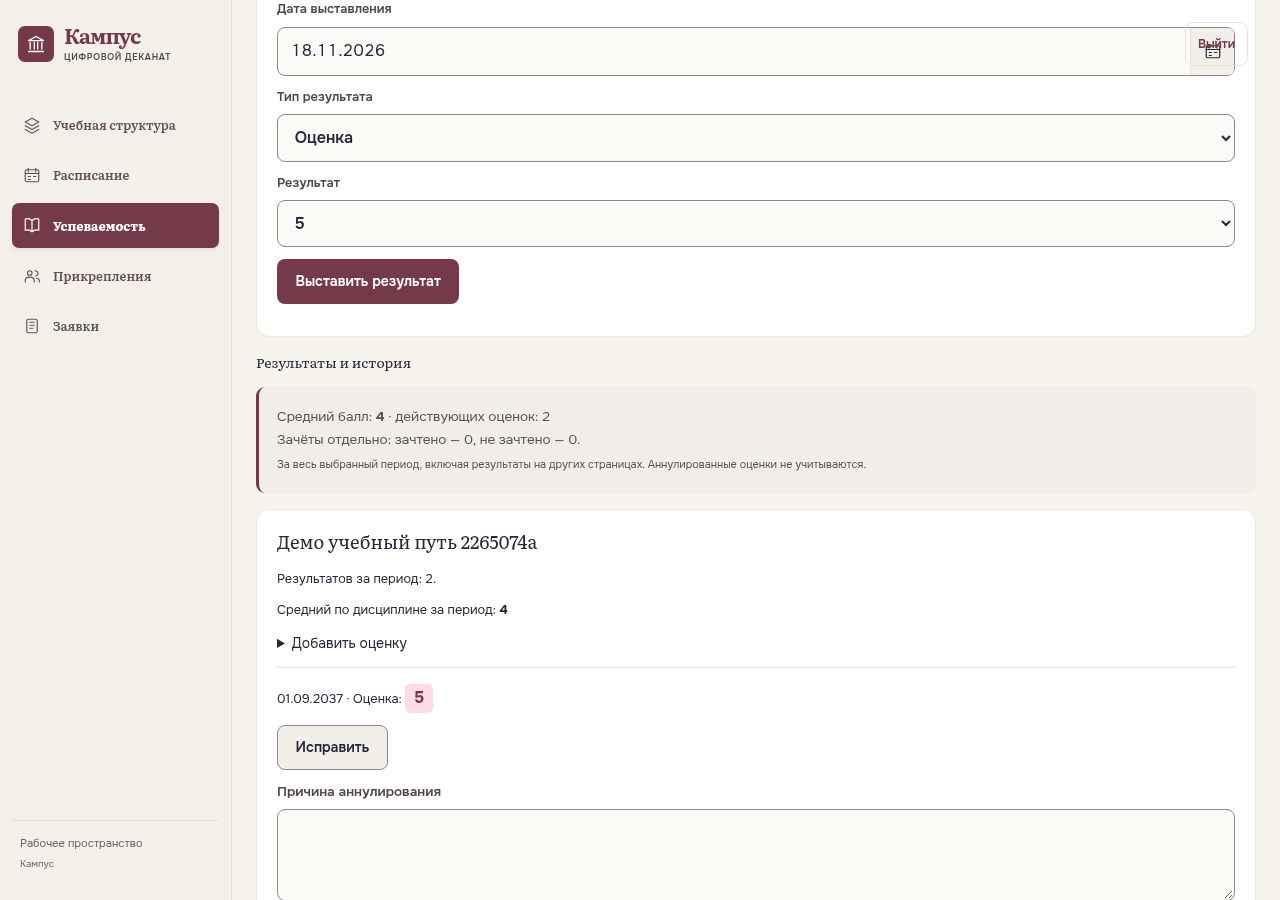 Кампус
ЦИФРОВОЙ ДЕКАНАТ
Учебная структура
Расписание
Успеваемость
Прикрепления
Заявки
Рабочее пространство
Кампус
Дата выставления
18.11.2026
Выйти
Тип результата
Оценка
Результат
5
Выставить результат
Результаты и история
Средний балл: 4 · действующих оценок: 2
Зачёты отдельно: зачтено — 0, не зачтено — 0.
За весь выбранный период, включая результаты на других страницах. Аннулированные оценки не учитываются.
Демо учебный путь 2265074a
Результатов за период: 2.
Средний по дисциплине за период: 4
Добавить оценку
01.09.2037 · Оценка: 5
Исправить
Причина аннулирования